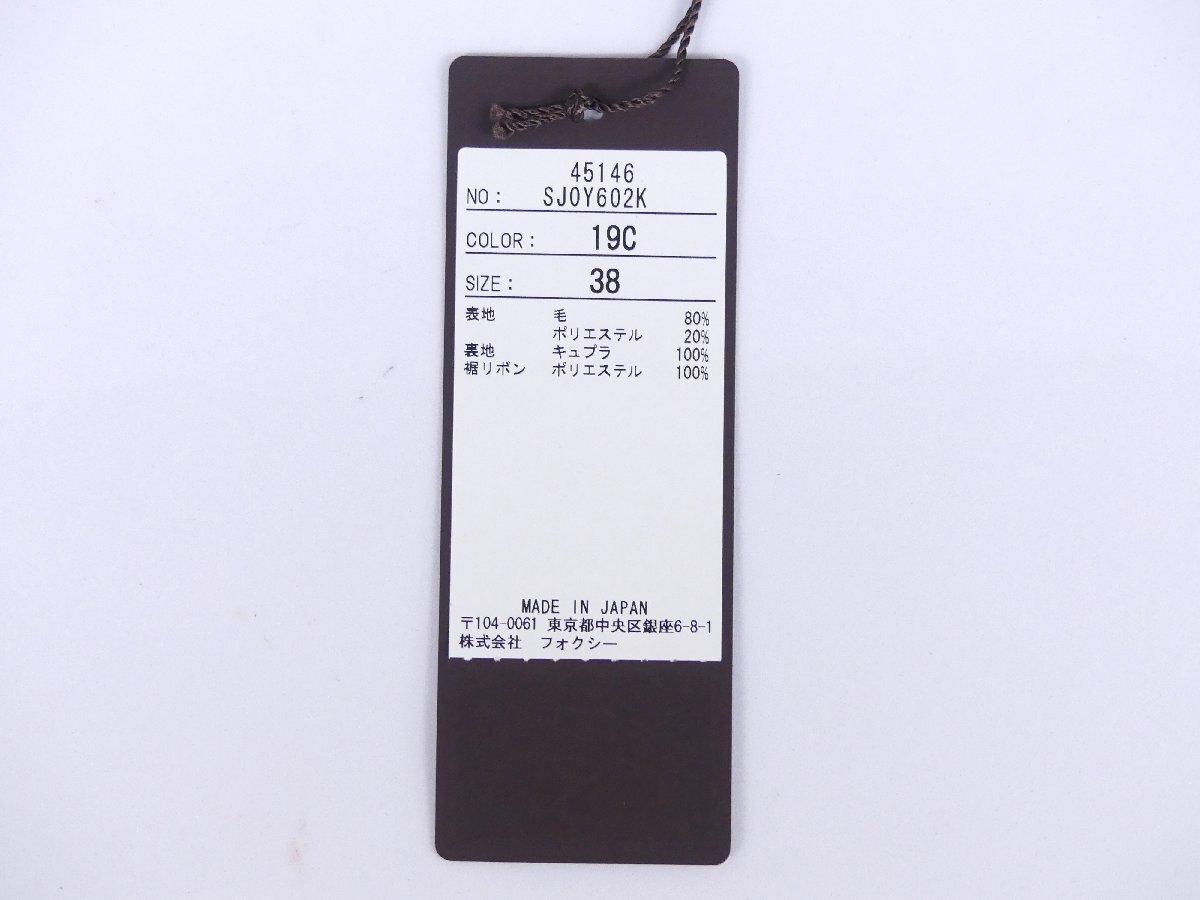 45146
NO: SJOY602K
COLOR: 19C
SIZE: 38
表地 毛 80%
ポリエステル 20%
裏地 キュプラ 100%
裾リボン ポリエステル 100%
MADE IN JAPAN
〒104-0061 東京都中央区銀座6-8-1
株式会社 フォクシー